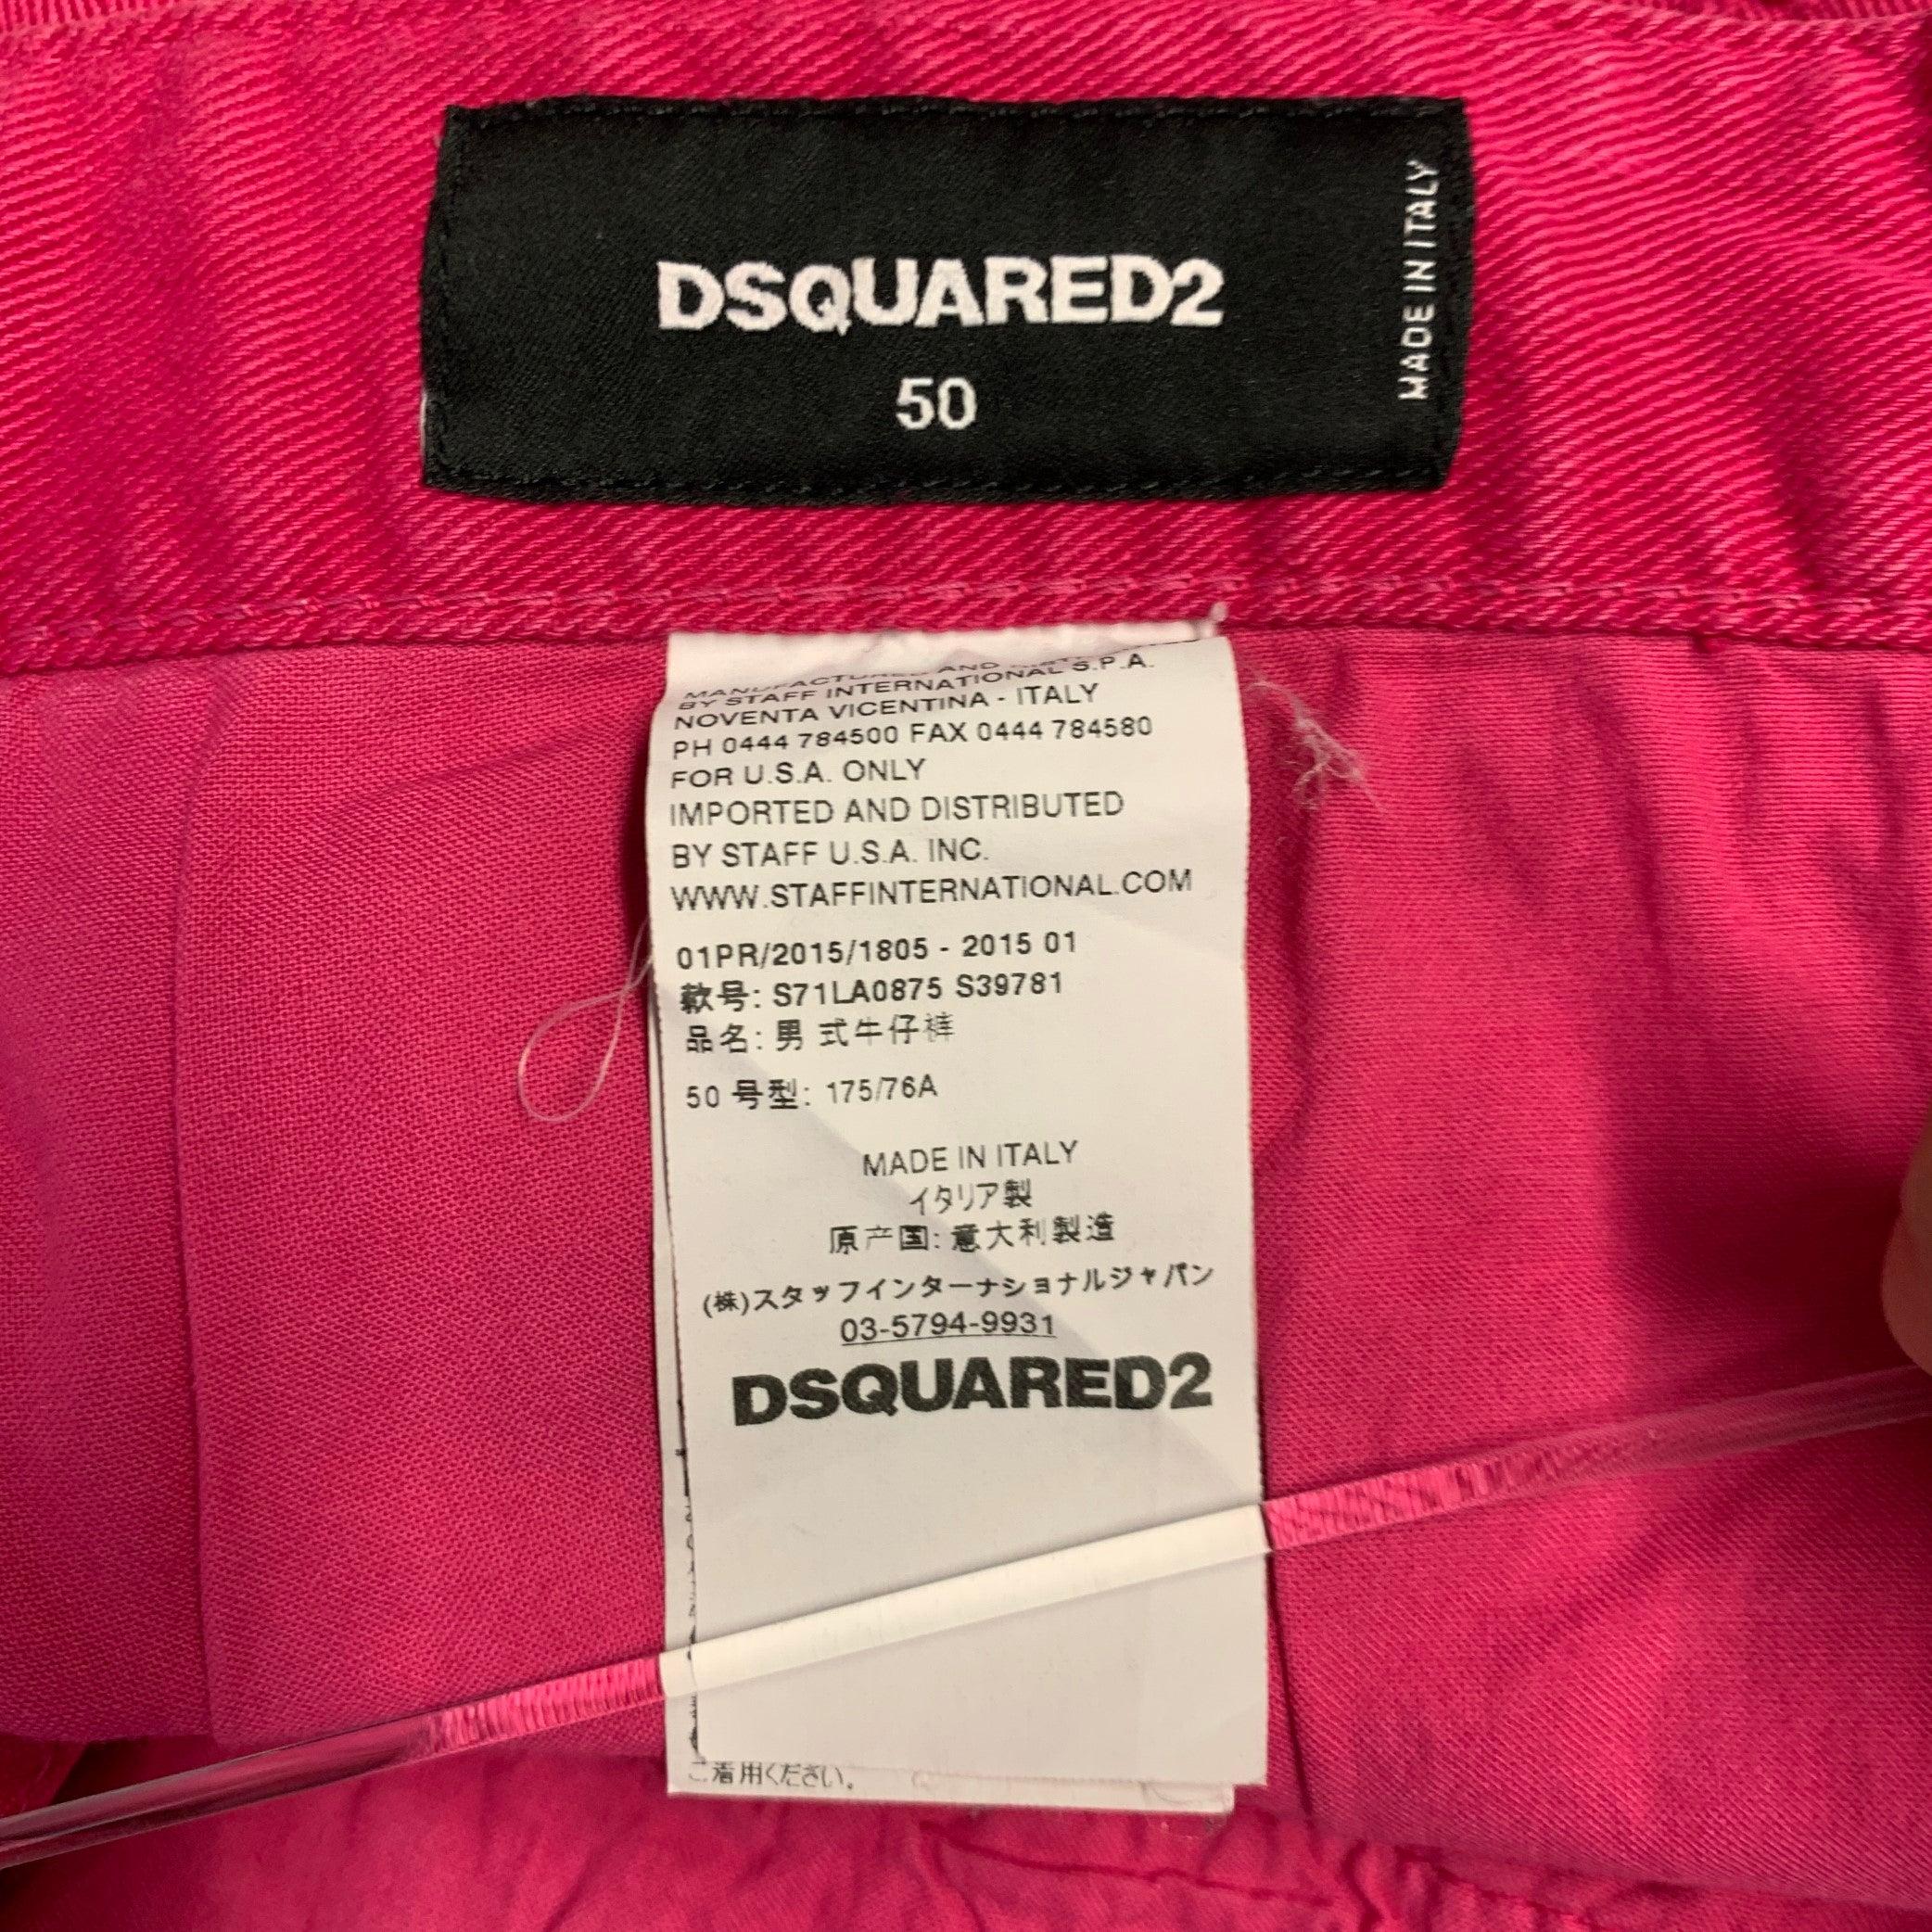 DSQUARED2
50
MADE IN ITALY
MANUFACTURED AND
BY STAFF INTERNATIONAL S.P.A.
NOVENTA VICENTINA - ITALY
PH 0444 784500 FAX 0444 784580
FOR U.S.A. ONLY
IMPORTED AND DISTRIBUTED
BY STAFF U.S.A. INC.
WWW.STAFFINTERNATIONAL.COM
01PR/2015/1805 - 2015 01
款号: S71LA0875 S39781
品名: 男 式牛仔裤
50 号型: 175/76A
MADE IN ITALY
イタリア製
原产国: 意大利製造
(株)スタッフインターナショナルジャパン
03-5794-9931
DSQUARED2
ご着用ください。